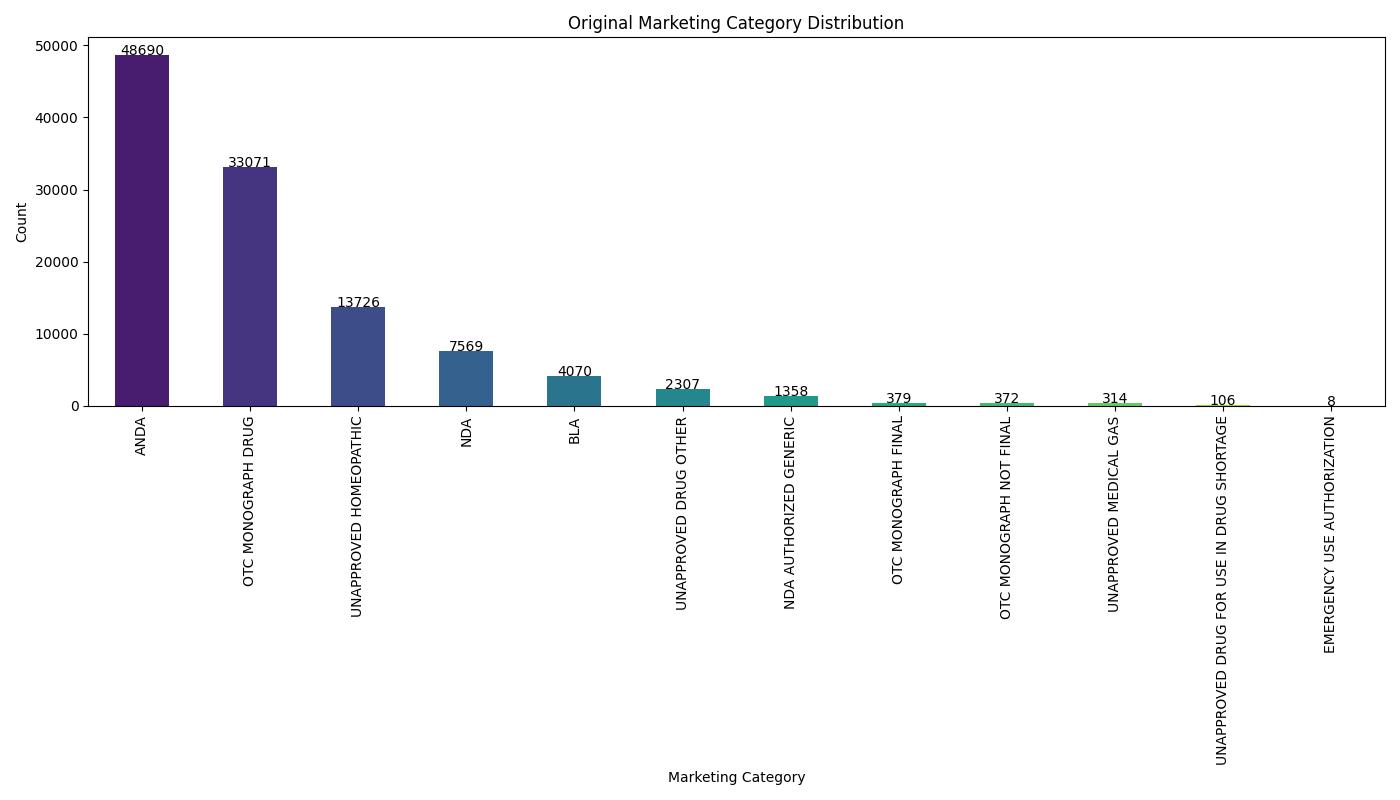 Original Marketing Category Distribution
Count
50000
40000
30000
20000
10000
0
48690
33071
13726
7569
4070
2307
1358
379
372
314
106
8
ANDA
OTC MONOGRAPH DRUG
UNAPPROVED HOMEOPATHIC
NDA
BLA
UNAPPROVED DRUG OTHER
NDA AUTHORIZED GENERIC
OTC MONOGRAPH FINAL
OTC MONOGRAPH NOT FINAL
UNAPPROVED MEDICAL GAS
UNAPPROVED DRUG FOR USE IN DRUG SHORTAGE
EMERGENCY USE AUTHORIZATION
Marketing Category